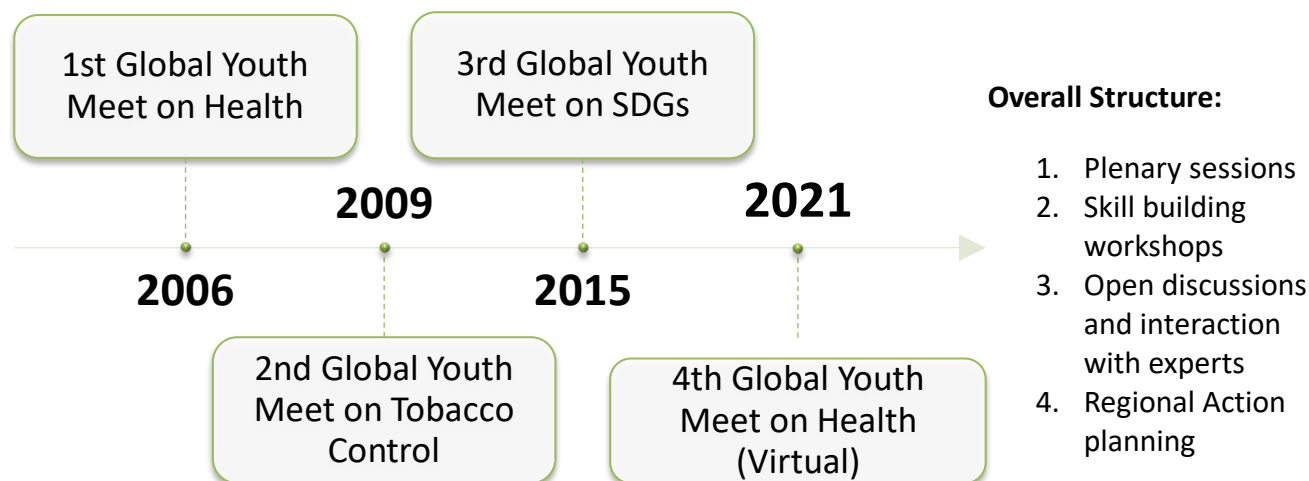 1st Global Youth
Meet on Health
3rd Global Youth
Meet on SDGs
2009
2021
2006
2015
2nd Global Youth
Meet on Tobacco
Control
4th Global Youth
Meet on Health
(Virtual)
Overall Structure:
1. Plenary sessions
2. Skill building
workshops
3. Open discussions
and interaction
with experts
4. Regional Action
planning